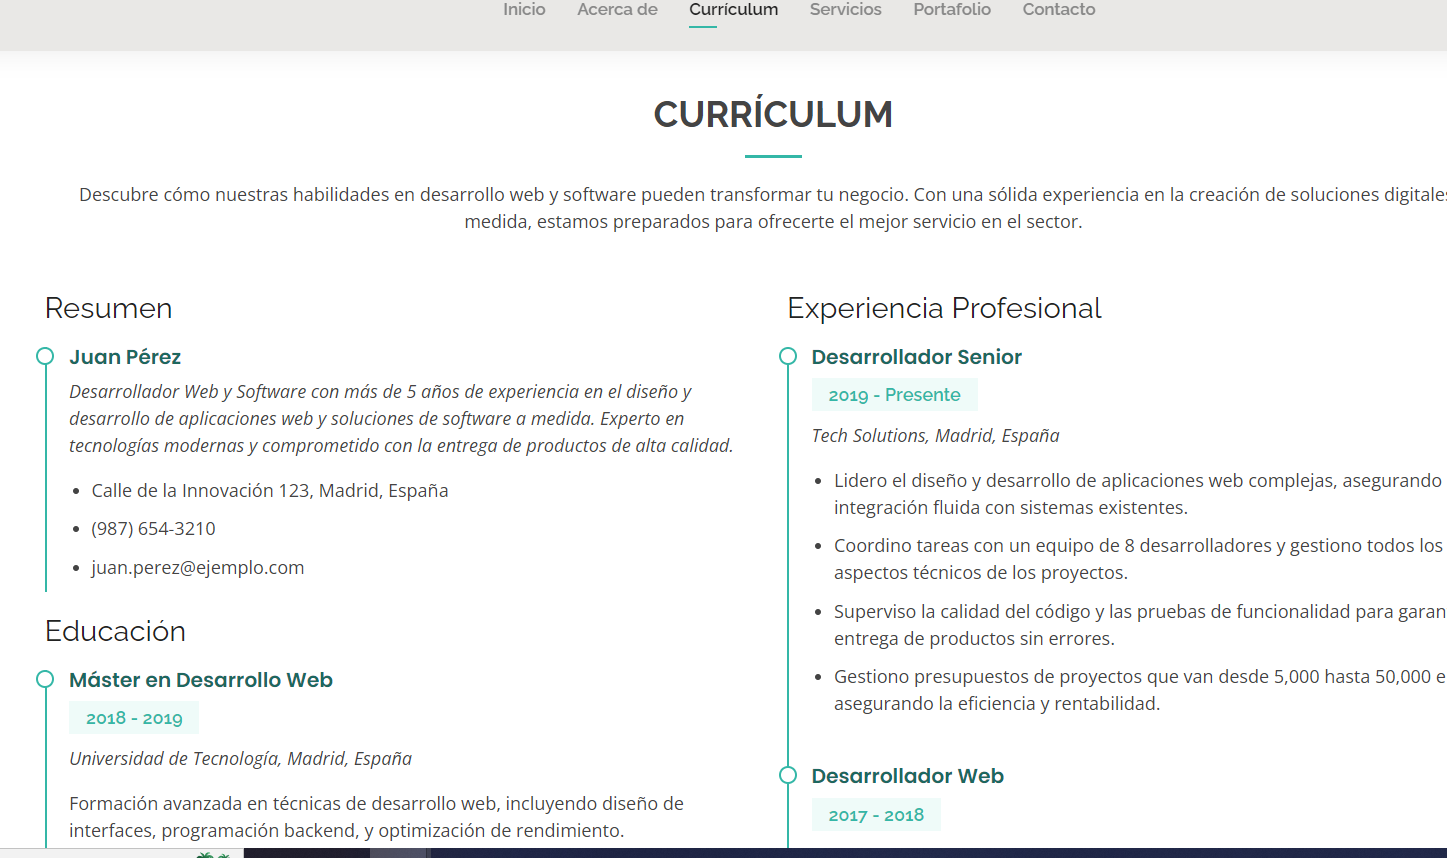 Inicio Acerca de Currículum Servicios Portafolio Contacto
CURRÍCULUM
Descubre cómo nuestras habilidades en desarrollo web y software pueden transformar tu negocio. Con una sólida experiencia en la creación de soluciones digitales
medida, estamos preparados para ofrecerte el mejor servicio en el sector.
Resumen
Juan Pérez
Desarrollador Web y Software con más de 5 años de experiencia en el diseño y
desarrollo de aplicaciones web y soluciones de software a medida. Experto en
tecnologías modernas y comprometido con la entrega de productos de alta calidad.
Calle de la Innovación 123, Madrid, España
(987) 654-3210
juan.perez@ejemplo.com
Educación
Máster en Desarrollo Web
2018 - 2019
Universidad de Tecnología, Madrid, España
Formación avanzada en técnicas de desarrollo web, incluyendo diseño de
interfaces, programación backend, y optimización de rendimiento.
Experiencia Profesional
Desarrollador Senior
2019 - Presente
Tech Solutions, Madrid, España
Lidero el diseño y desarrollo de aplicaciones web complejas, asegurando
integración fluida con sistemas existentes.
Coordino tareas con un equipo de 8 desarrolladores y gestiono todos los
aspectos técnicos de los proyectos.
Superviso la calidad del código y las pruebas de funcionalidad para garan
entrega de productos sin errores.
Gestiono presupuestos de proyectos que van desde 5,000 hasta 50,000 e
asegurando la eficiencia y rentabilidad.
Desarrollador Web
2017 - 2018